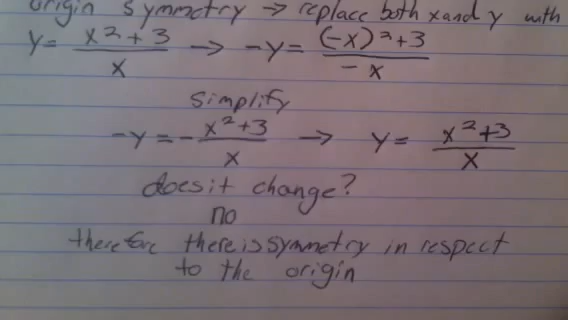 origin symmetry → replace both x and y with
y = x²+3 / x → -y = (-x)²+3 / -x
simplify
-y = - x²+3 / x → y = x²+3 / x
does it change?
no
therefore there is symmetry in respect
to the origin